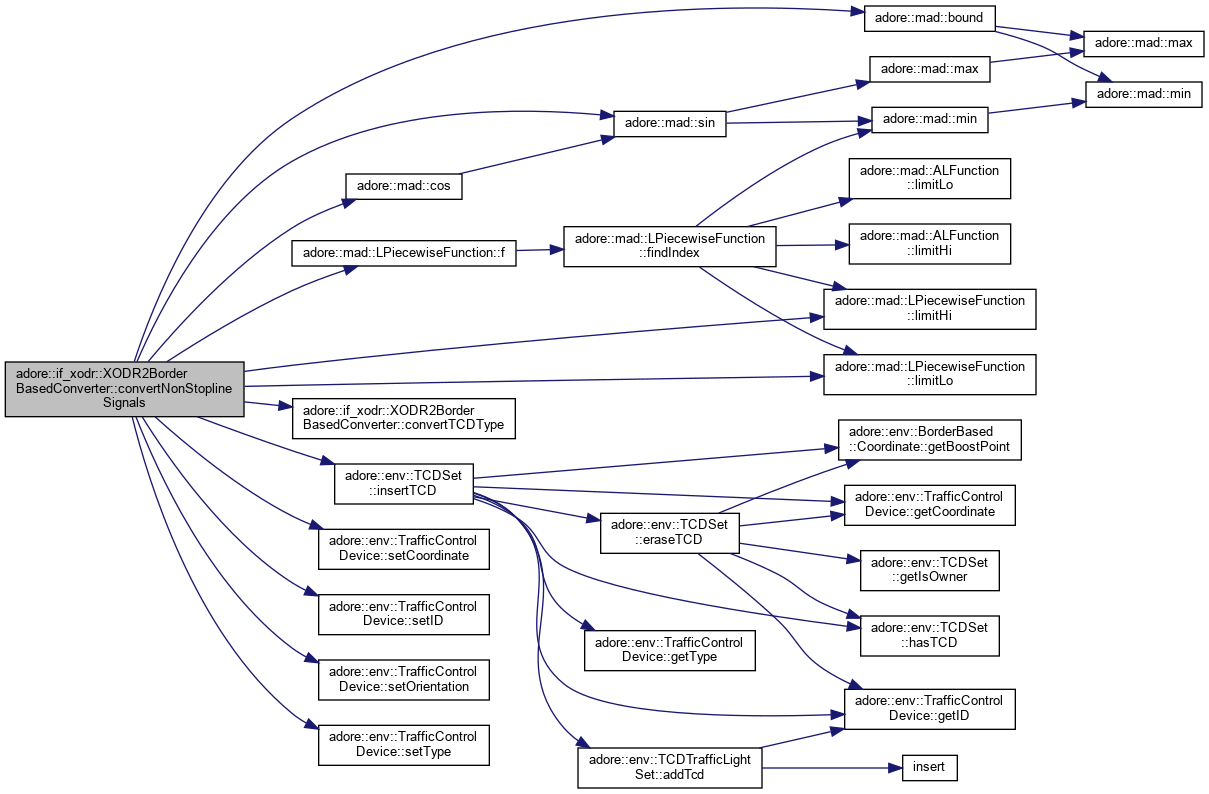 adore::mad::bound
adore::mad::max
adore::mad::max
adore::mad::min
adore::mad::min
adore::mad::sin
adore::mad::ALFunction
::limitLo
adore::mad::cos
adore::mad::LPiecewiseFunction::f
adore::mad::LPiecewiseFunction
::findIndex
adore::mad::ALFunction
::limitHi
adore::mad::LPiecewiseFunction
::limitHi
adore::mad::LPiecewiseFunction
::limitLo
adore::if_xodr::XODR2Border
BasedConverter::convertNonStopline
Signals
adore::if_xodr::XODR2Border
BasedConverter::convertTCDType
adore::env::BorderBased
::Coordinate::getBoostPoint
adore::env::TCDSet
::insertTCD
adore::env::TrafficControl
Device::getCoordinate
adore::env::TCDSet
::eraseTCD
adore::env::TrafficControl
Device::setCoordinate
adore::env::TCDSet
::getIsOwner
adore::env::TrafficControl
Device::setID
adore::env::TCDSet
::hasTCD
adore::env::TrafficControl
Device::getType
adore::env::TrafficControl
Device::setOrientation
adore::env::TrafficControl
Device::getID
adore::env::TrafficControl
Device::setType
adore::env::TCDTrafficLight
Set::addTcd
insert